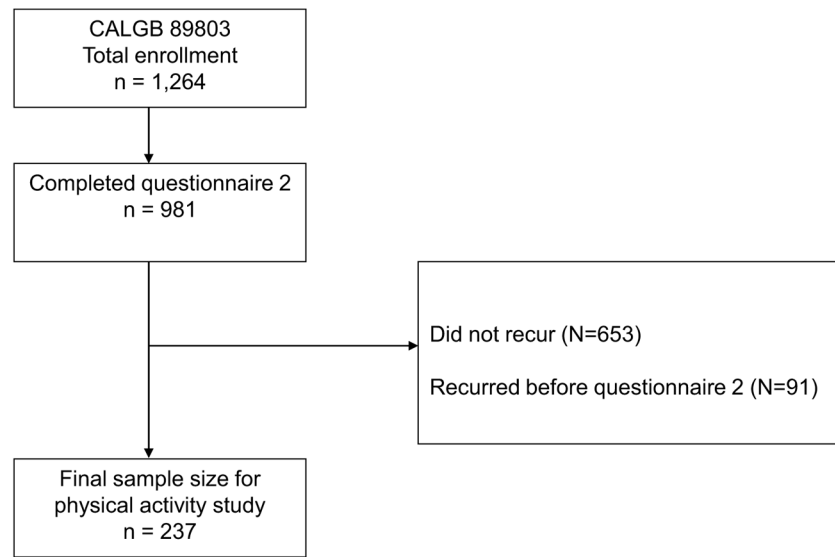 CALGB 89803
Total enrollment
n = 1,264
Completed questionnaire 2
n = 981
Did not recur (N=653)
Recurred before questionnaire 2 (N=91)
Final sample size for
physical activity study
n = 237